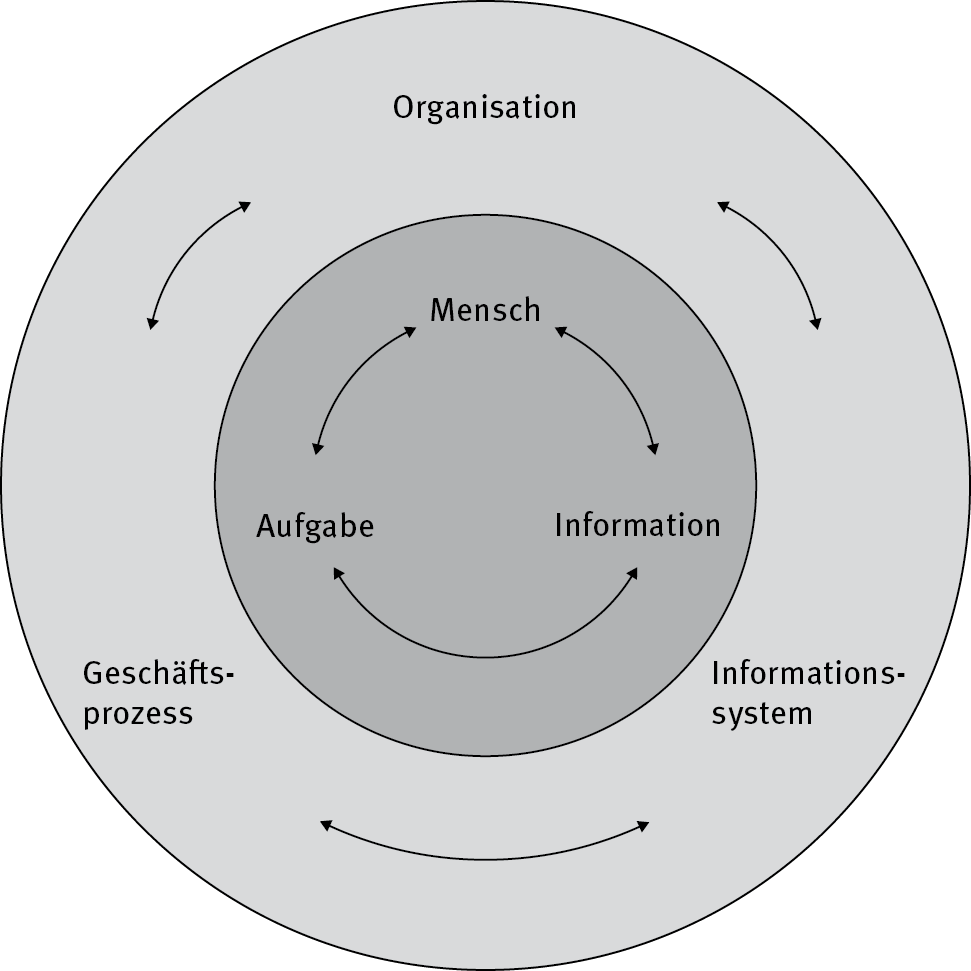 Organisation
Mensch
Aufgabe
Information
Geschäfts-
prozess
Informations-
system